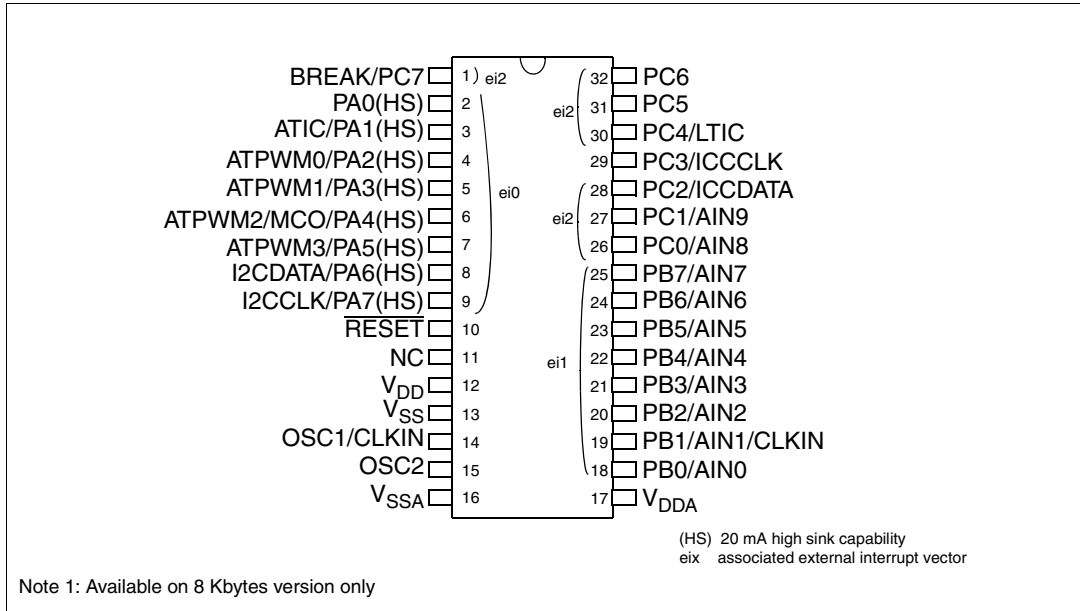 BREAK/PC7 1 ei2 32 PC6
PA0(HS) 2 31 PC5
ATIC/PA1(HS) 3 ei2 30 PC4/LTIC
ATPWM0/PA2(HS) 4 29 PC3/ICCCLK
ATPWM1/PA3(HS) 5 ei0 28 PC2/ICCDATA
ATPWM2/MCO/PA4(HS) 6 ei2 27 PC1/AIN9
ATPWM3/PA5(HS) 7 26 PC0/AIN8
I2CDATA/PA6(HS) 8 25 PB7/AIN7
I2CCLK/PA7(HS) 9 24 PB6/AIN6
RESET 10 23 PB5/AIN5
NC 11 ei1 22 PB4/AIN4
VDD 12 21 PB3/AIN3
VSS 13 20 PB2/AIN2
OSC1/CLKIN 14 19 PB1/AIN1/CLKIN
OSC2 15 18 PB0/AIN0
VSSA 16 17 VDDA
(HS) 20 mA high sink capability
eix associated external interrupt vector
Note 1: Available on 8 Kbytes version only